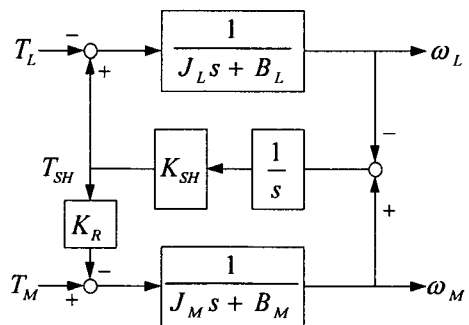 T_L − + 1 / (J_L s + B_L) ω_L
T_SH K_SH 1/s −
K_R +
T_M + − 1 / (J_M s + B_M) ω_M